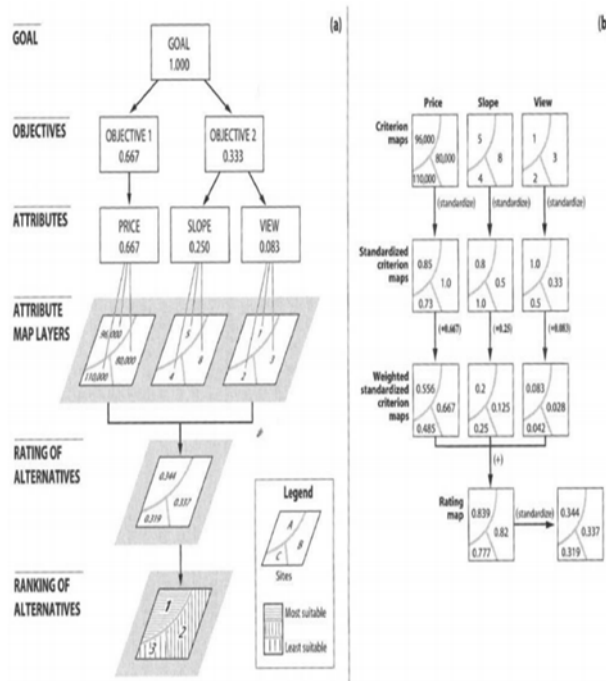 GOAL
(a)
GOAL
1.000
OBJECTIVES
OBJECTIVE 1
0.667
OBJECTIVE 2
0.333
ATTRIBUTES
PRICE
0.667
SLOPE
0.250
VIEW
0.083
ATTRIBUTE
MAP LAYERS
96,000
80,000
110,000
5
8
4
1
3
2
RATING OF
ALTERNATIVES
0.344
0.337
0.319
RANKING OF
ALTERNATIVES
1
2
3
Legend
A
B
C
Sites
Most suitable
Least suitable
(b
Price
Slope
View
Criterion
maps
96,000
80,000
110,000
5
8
4
1
3
2
(standardize)
(standardize)
(standardize)
Standardized
criterion
maps
0.85
1.0
0.73
0.8
0.5
1.0
1.0
0.33
0.5
(*0.667)
(*0.25)
(*0.083)
Weighted
standardized
criterion
maps
0.556
0.667
0.485
0.2
0.125
0.25
0.083
0.028
0.042
(+)
Rating
map
0.839
0.82
0.777
(standardize)
0.344
0.337
0.319